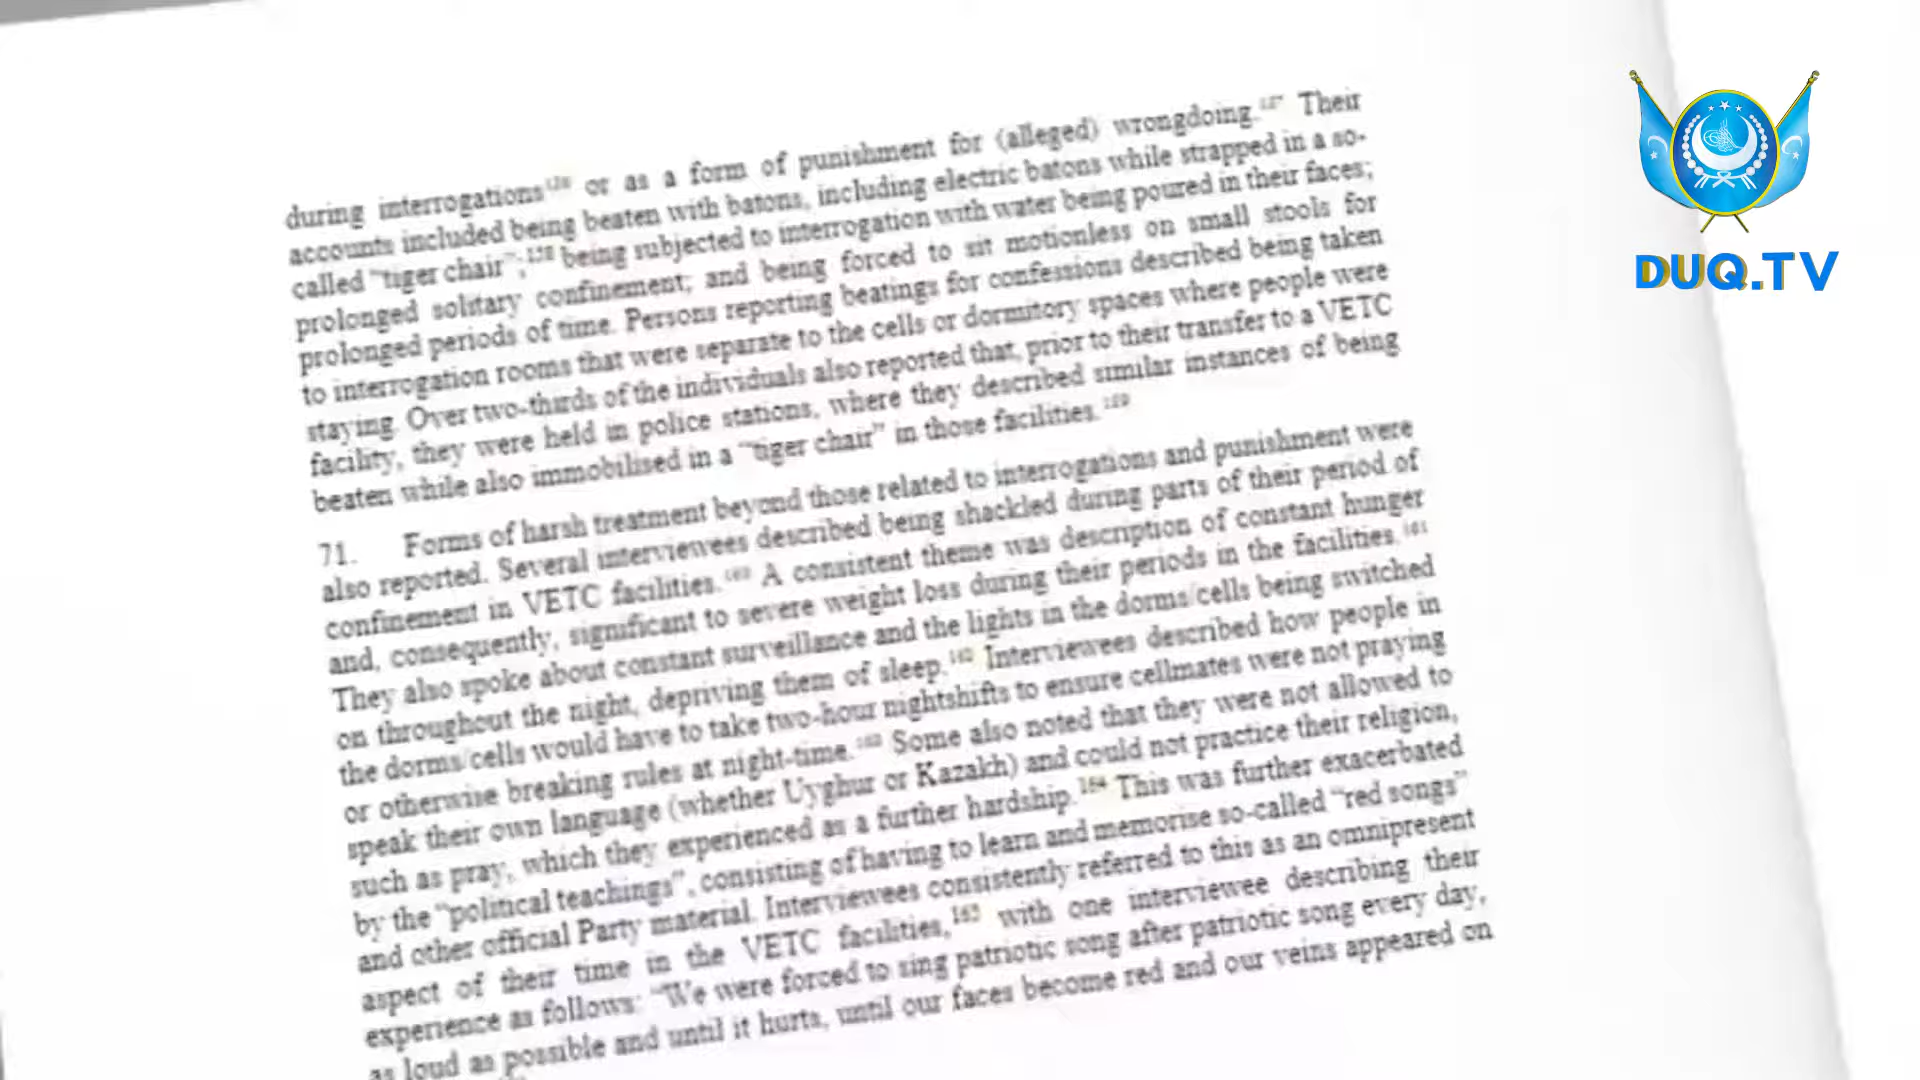 during interrogations¹⁵⁶ or as a form of punishment for (alleged) wrongdoing.¹⁵⁷ Their
accounts included being beaten with batons, including electric batons while strapped in a so-
called "tiger chair";¹⁵⁸ being subjected to interrogation with water being poured in their faces;
prolonged solitary confinement; and being forced to sit motionless on small stools for
prolonged periods of time. Persons reporting beatings for confessions described being taken
to interrogation rooms that were separate to the cells or dormitory spaces where people were
staying. Over two-thirds of the individuals also reported that, prior to their transfer to a VETC
facility, they were held in police stations, where they described similar instances of being
beaten while also immobilised in a "tiger chair" in those facilities.¹⁵⁹
71. Forms of harsh treatment beyond those related to interrogations and punishment were
also reported. Several interviewees described being shackled during parts of their period of
confinement in VETC facilities.¹⁶⁰ A consistent theme was description of constant hunger
and, consequently, significant to severe weight loss during their periods in the facilities.¹⁶¹
They also spoke about constant surveillance and the lights in the dorms/cells being switched
on throughout the night, depriving them of sleep.¹⁶² Interviewees described how people in
the dorms/cells would have to take two-hour nightshifts to ensure cellmates were not praying
or otherwise breaking rules at night-time.¹⁶³ Some also noted that they were not allowed to
speak their own language (whether Uyghur or Kazakh) and could not practice their religion,
such as pray, which they experienced as a further hardship.¹⁶⁴ This was further exacerbated
by the "political teachings", consisting of having to learn and memorise so-called "red songs"
and other official Party material. Interviewees consistently referred to this as an omnipresent
aspect of their time in the VETC facilities,¹⁶⁵ with one interviewee describing their
experience as follows: "We were forced to sing patriotic song after patriotic song every day,
as loud as possible and until it hurts, until our faces become red and our veins appeared on
DUQ.TV